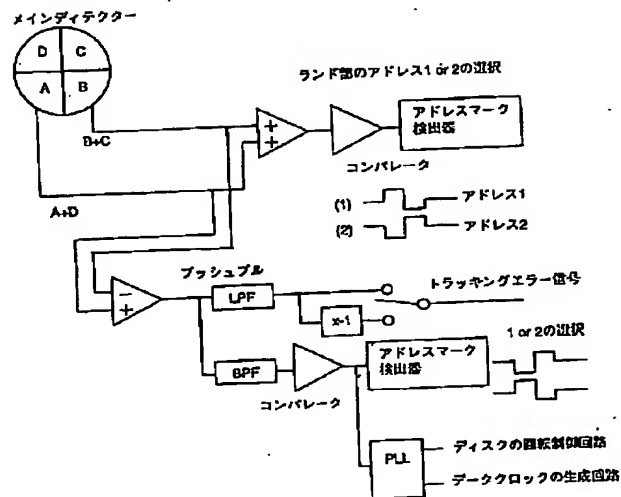 メインディテクター
D C
A B
ランド部のアドレス1 or 2の選択
B+C
+
+
アドレスマーク
検出器
コンパレータ
A+D
(1) アドレス1
(2) アドレス2
プッシュプル
−
+
LPF
トラッキングエラー信号
x-1
1 or 2の選択
BPF
アドレスマーク
検出器
コンパレータ
PLL
ディスクの回転制御回路
データクロックの生成回路